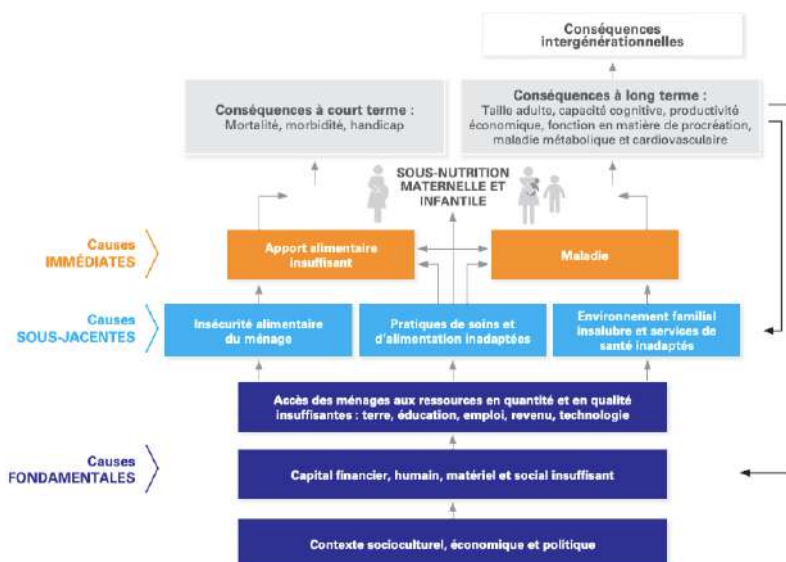 Conséquences
intergénérationnelles
Conséquences à court terme :
Mortalité, morbidité, handicap
Conséquences à long terme :
Taille adulte, capacité cognitive, productivité
économique, fonction en matière de procréation,
maladie métabolique et cardiovasculaire
SOUS-NUTRITION
MATERNELLE ET
INFANTILE
Causes
IMMÉDIATES
Apport alimentaire
insuffisant
Maladie
Causes
SOUS-JACENTES
Insécurité alimentaire
du ménage
Pratiques de soins et
d'alimentation inadaptées
Environnement familial
insalubre et services de
santé inadaptés
Accès des ménages aux ressources en quantité et en qualité
insuffisantes : terre, éducation, emploi, revenu, technologie
Causes
FONDAMENTALES
Capital financier, humain, matériel et social insuffisant
Contexte socioculturel, économique et politique